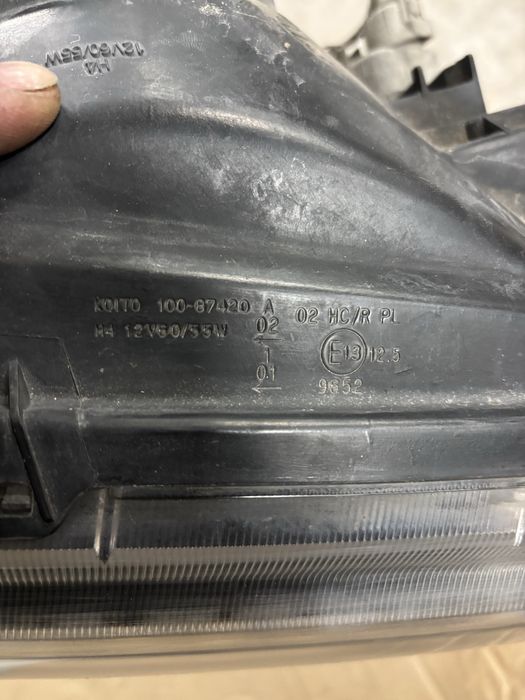 H4
12V60/55W
KOITO 100-87420 A 02 HC/R PL
H4 12V60/55W 02
← 
1 E13 12.5
01 9652
←